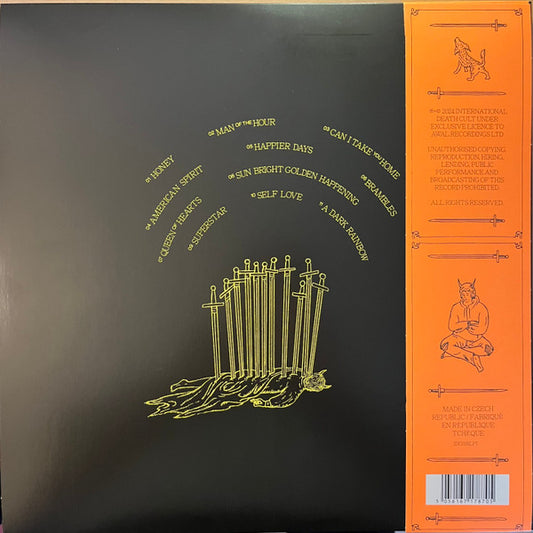 01 HONEY
02 MAN OF THE HOUR
03 CAN I TAKE YOU HOME
04 AMERICAN SPIRIT
05 HAPPIER DAYS
06 BRAMBLES
07 QUEEN OF HEARTS
08 SUN BRIGHT GOLDEN HAPPENING
09 SUPERSTAR
10 SELF LOVE
11 A DARK RAINBOW
℗+© 2024 INTERNATIONAL
DEATH CULT UNDER
EXCLUSIVE LICENCE TO
AWAL RECORDINGS LTD
UNAUTHORISED COPYING,
REPRODUCTION, HIRING,
LENDING, PUBLIC
PERFORMANCE AND
BROADCASTING OF THIS
RECORD PROHIBITED.
ALL RIGHTS RESERVED.
MADE IN CZECH
REPUBLIC / FABRIQUÉ
EN RÉPUBLIQUE
TCHÈQUE